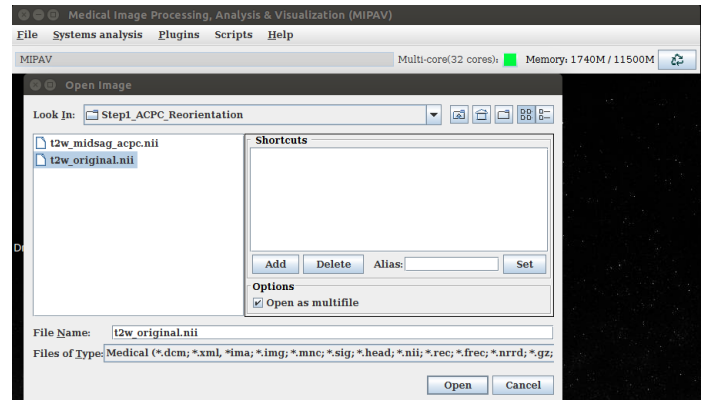 Medical Image Processing, Analysis & Visualization (MIPAV)
File Systems analysis Plugins Scripts Help
MIPAV Multi-core(32 cores): Memory: 1740M / 11500M
Open Image
Look In: Step1_ACPC_Reorientation
t2w_midsag_acpc.nii
t2w_original.nii
Shortcuts
Add Delete Alias: Set
Options
Open as multifile
File Name: t2w_original.nii
Files of Type: Medical (*.dcm; *.xml, *ima; *.img; *.mnc; *.sig; *.head; *.nii; *.rec; *.frec; *.nrrd; *.gz;
Open Cancel